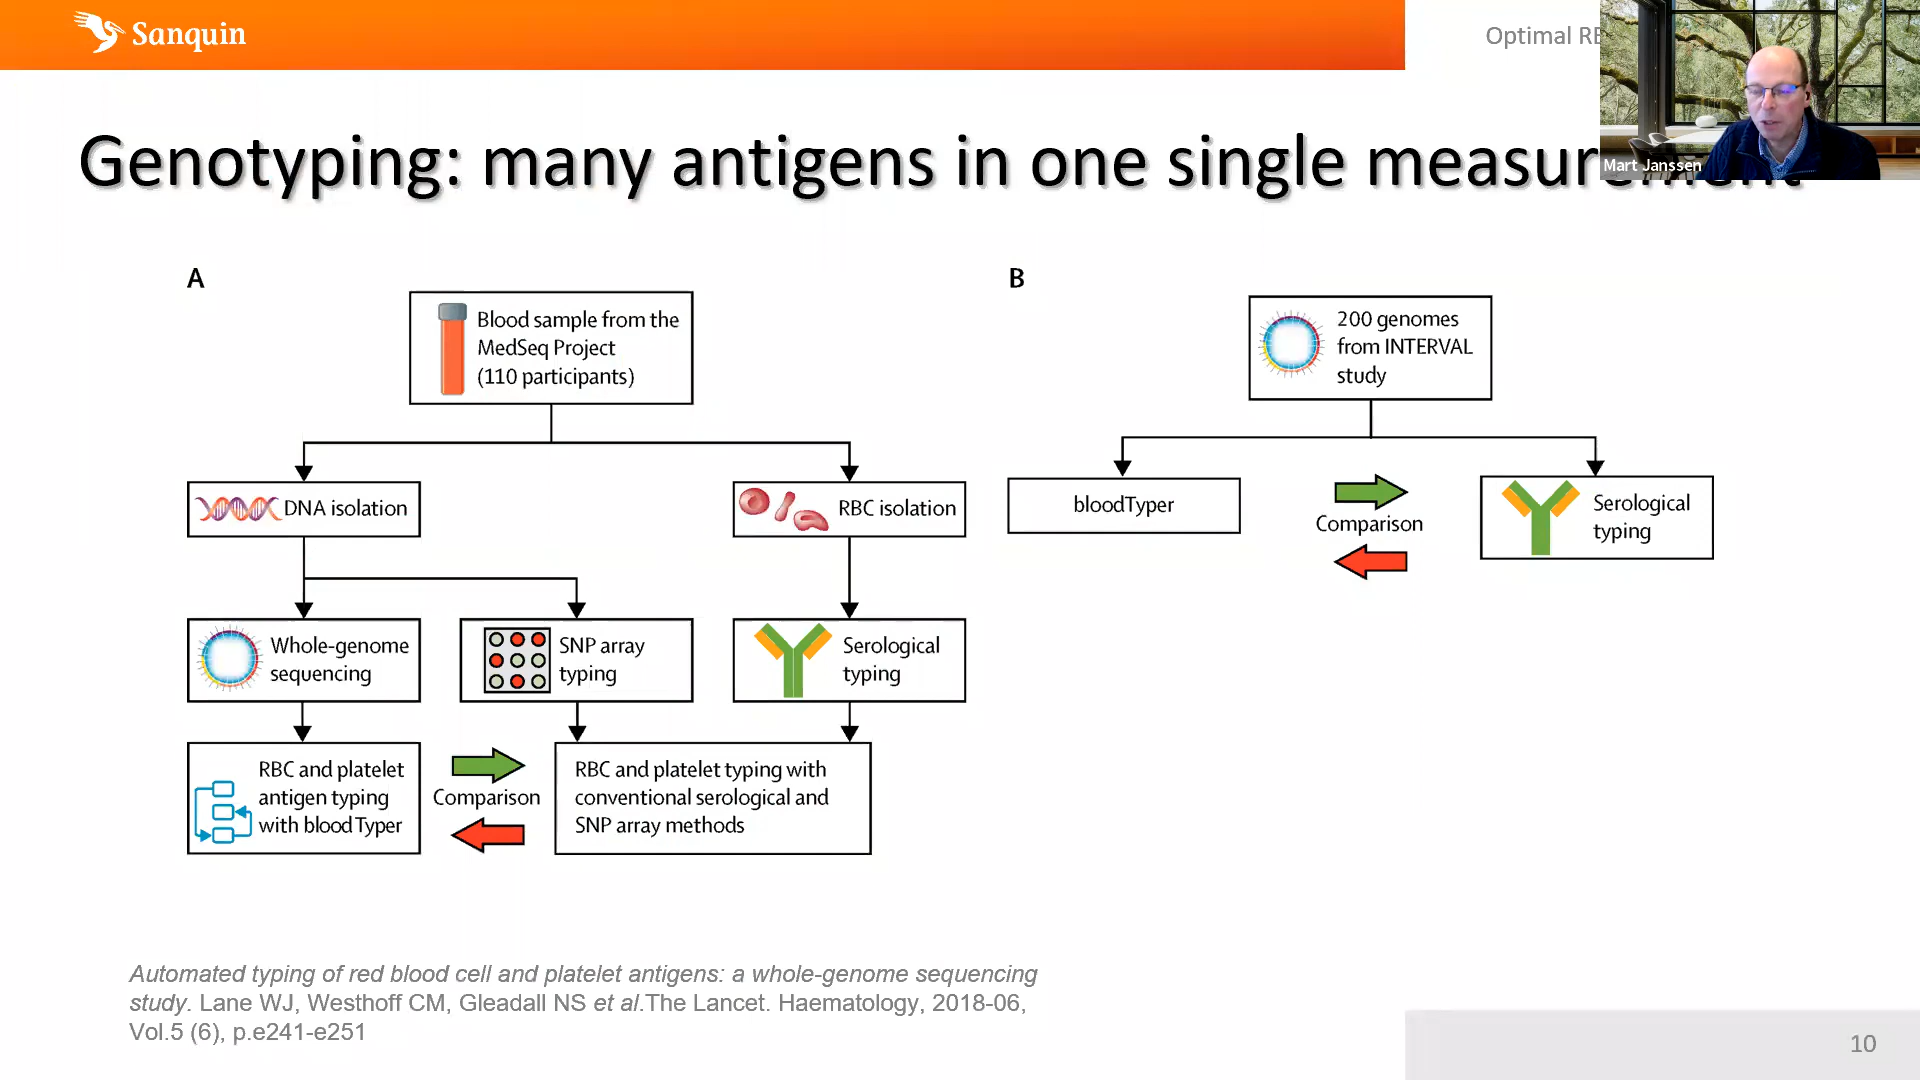 Sanquin
Optimal
Genotyping: many antigens in one single measurement
Mart Janssen
A
Blood sample from the
MedSeq Project
(110 participants)
DNA isolation
RBC isolation
Whole-genome
sequencing
SNP array
typing
Serological
typing
RBC and platelet
antigen typing
with bloodTyper
Comparison
RBC and platelet typing with
conventional serological and
SNP array methods
B
200 genomes
from INTERVAL
study
bloodTyper
Comparison
Serological
typing
Automated typing of red blood cell and platelet antigens: a whole-genome sequencing
study. Lane WJ, Westhoff CM, Gleadall NS et al.The Lancet. Haematology, 2018-06,
Vol.5 (6), p.e241-e251
10